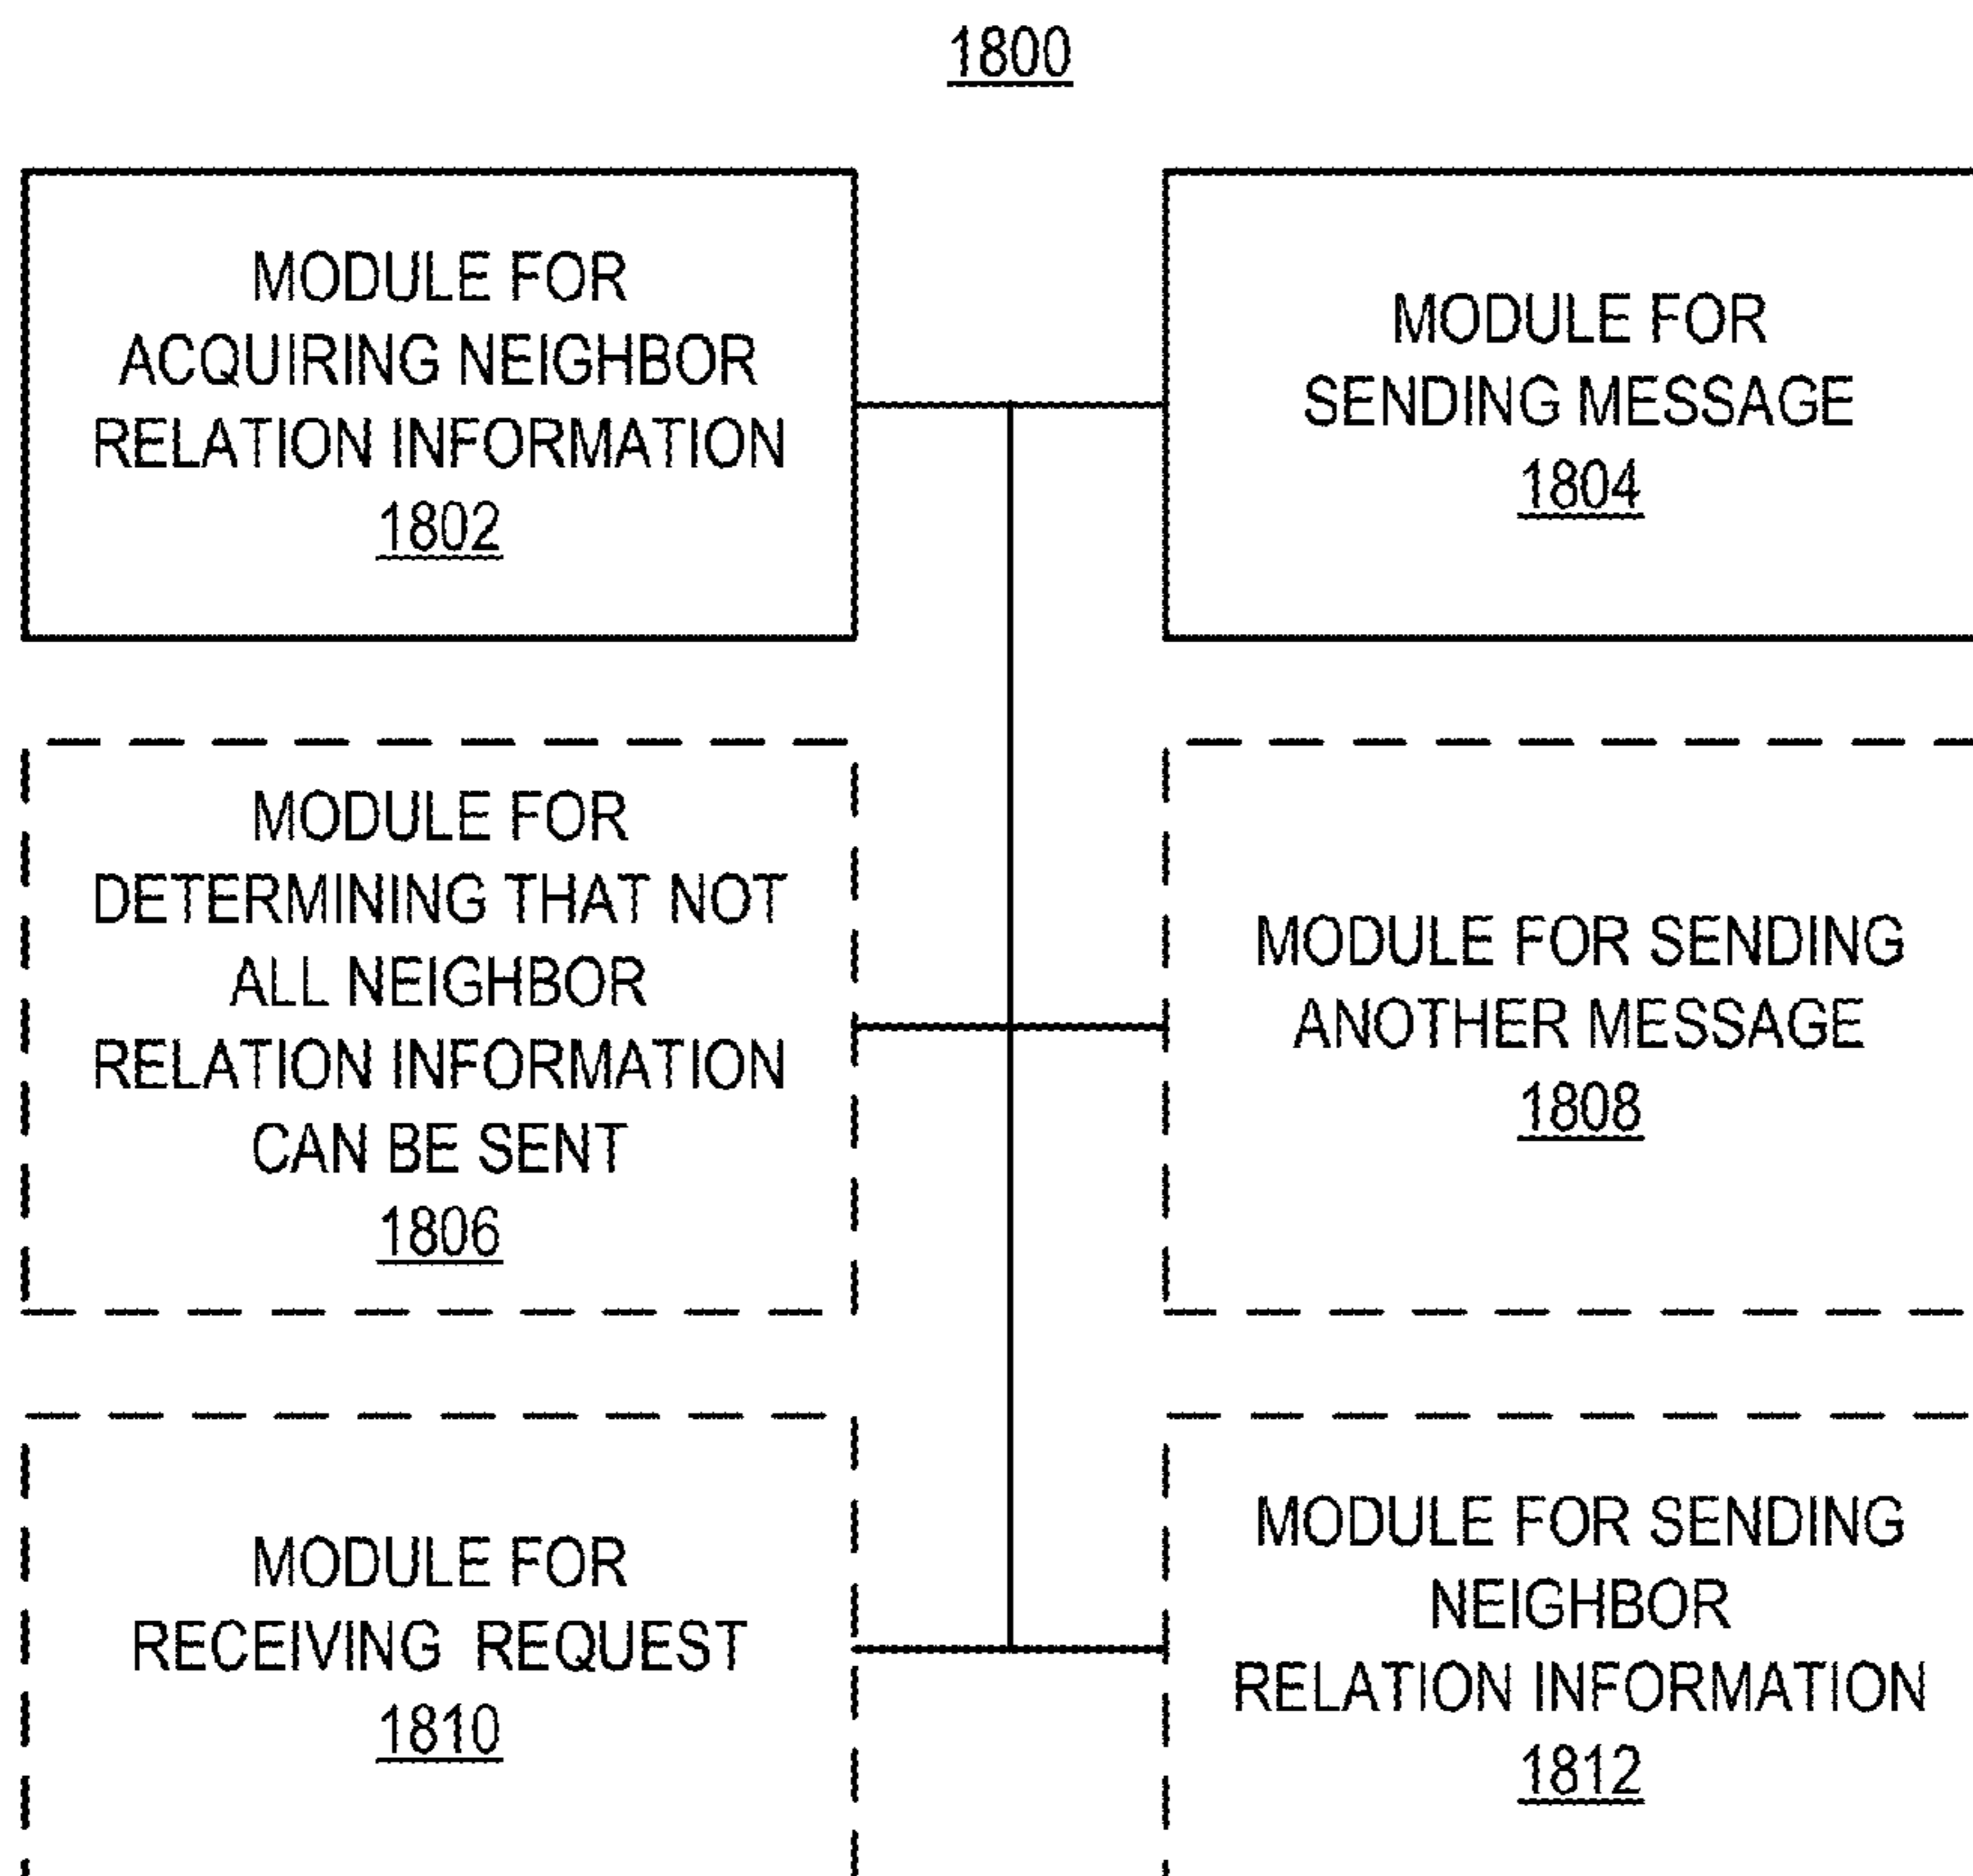 1800
MODULE FOR
ACQUIRING NEIGHBOR
RELATION INFORMATION
1802
MODULE FOR
SENDING MESSAGE
1804
MODULE FOR
DETERMINING THAT NOT
ALL NEIGHBOR
RELATION INFORMATION
CAN BE SENT
1806
MODULE FOR SENDING
ANOTHER MESSAGE
1808
MODULE FOR
RECEIVING REQUEST
1810
MODULE FOR SENDING
NEIGHBOR
RELATION INFORMATION
1812